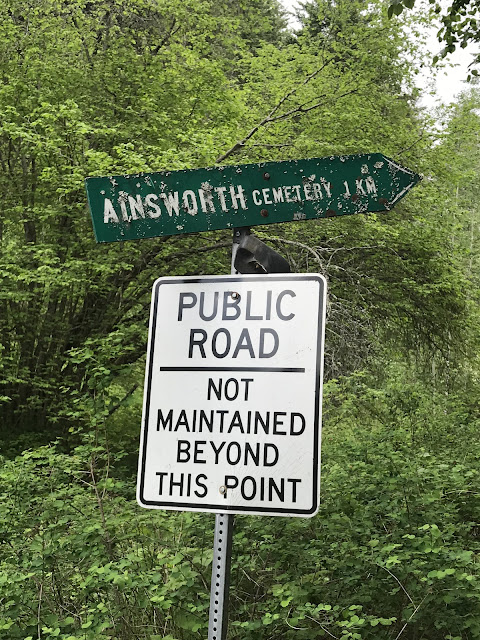 AINSWORTH CEMETERY 1 KM
PUBLIC
ROAD
NOT
MAINTAINED
BEYOND
THIS POINT